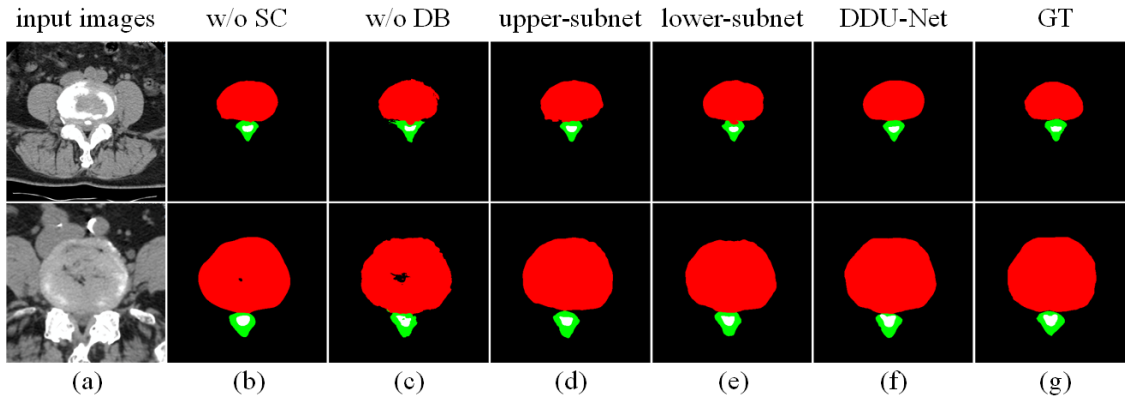 input images w/o SC w/o DB upper-subnet lower-subnet DDU-Net GT
(a) (b) (c) (d) (e) (f) (g)